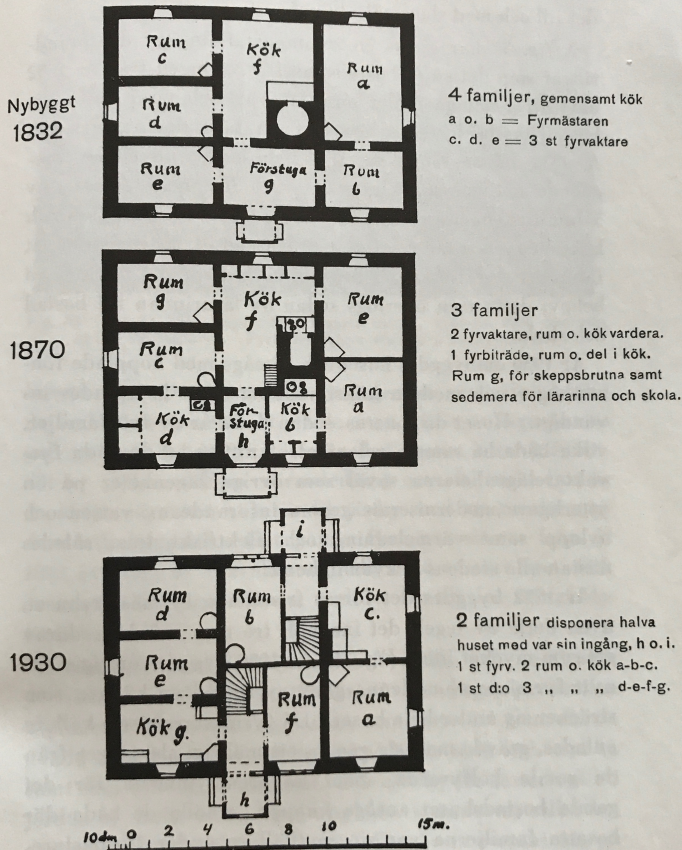 Nybyggt
1832
Rum
c
Kök
f
Rum
a
Rum
d
Rum
e
Förstuga
g
Rum
b
4 familjer, gemensamt kök
a o. b = Fyrmästaren
c. d. e = 3 st fyrvaktare
1870
Rum
g
Kök
f
Rum
e
Rum
c
Kök
d
För-
stuga
h
Kök
b
Rum
a
3 familjer
2 fyrvaktare, rum o. kök vardera.
1 fyrbiträde, rum o. del i kök.
Rum g, för skeppsbrutna samt
sedemera för lärarinna och skola.
1930
i
Rum
d
Rum
b
Kök
c.
Rum
e
Kök g.
Rum
f
Rum
a
h
2 familjer disponera halva
huset med var sin ingång, h o. i.
1 st fyrv. 2 rum o. kök a-b-c.
1 st d:o 3 „ „ „ d-e-f-g.
10 dm 0 2 4 6 8 10 15 m.